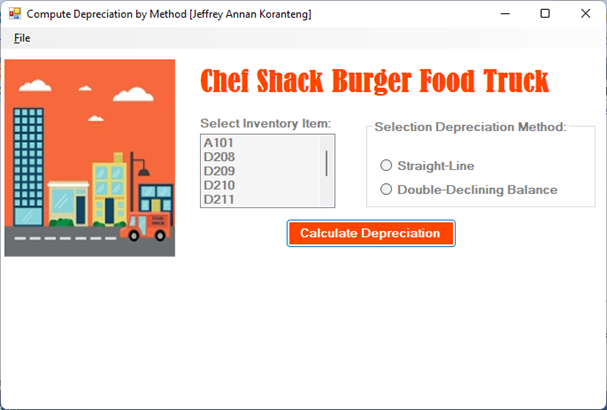 Compute Depreciation by Method [Jeffrey Annan Koranteng]
File
Chef Shack Burger Food Truck
Select Inventory Item:
A101
D208
D209
D210
D211
Selection Depreciation Method:
Straight-Line
Double-Declining Balance
Calculate Depreciation